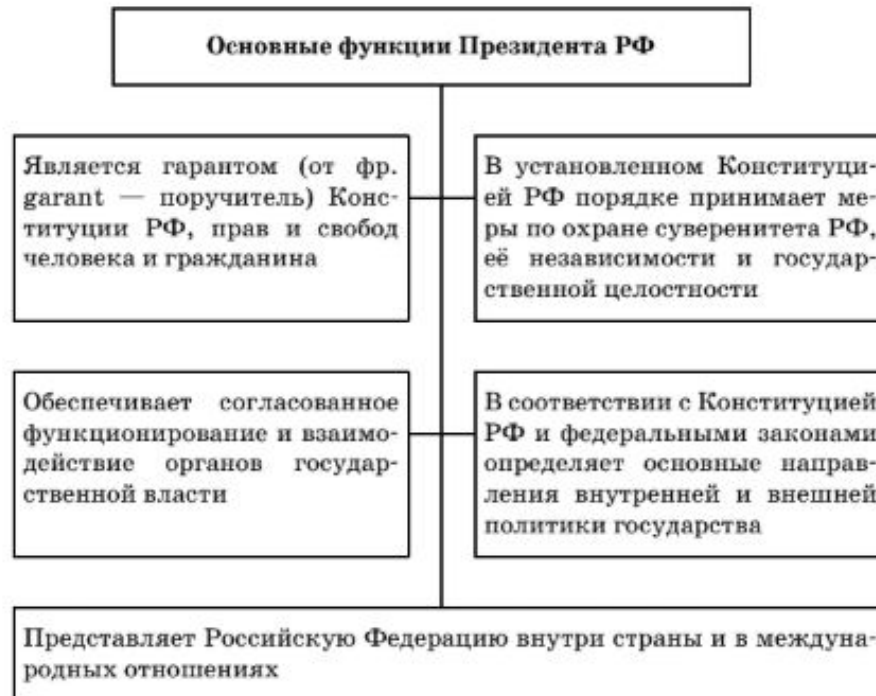 Основные функции Президента РФ
Является гарантом (от фр.
garant — поручитель) Конс-
титуции РФ, прав и свобод
человека и гражданина
В установленном Конституци-
ей РФ порядке принимает ме-
ры по охране суверенитета РФ,
её независимости и государ-
ственной целостности
Обеспечивает согласованное
функционирование и взаимо-
действие органов государ-
ственной власти
В соответствии с Конституцией
РФ и федеральными законами
определяет основные направ-
ления внутренней и внешней
политики государства
Представляет Российскую Федерацию внутри страны и в междуна-
родных отношениях